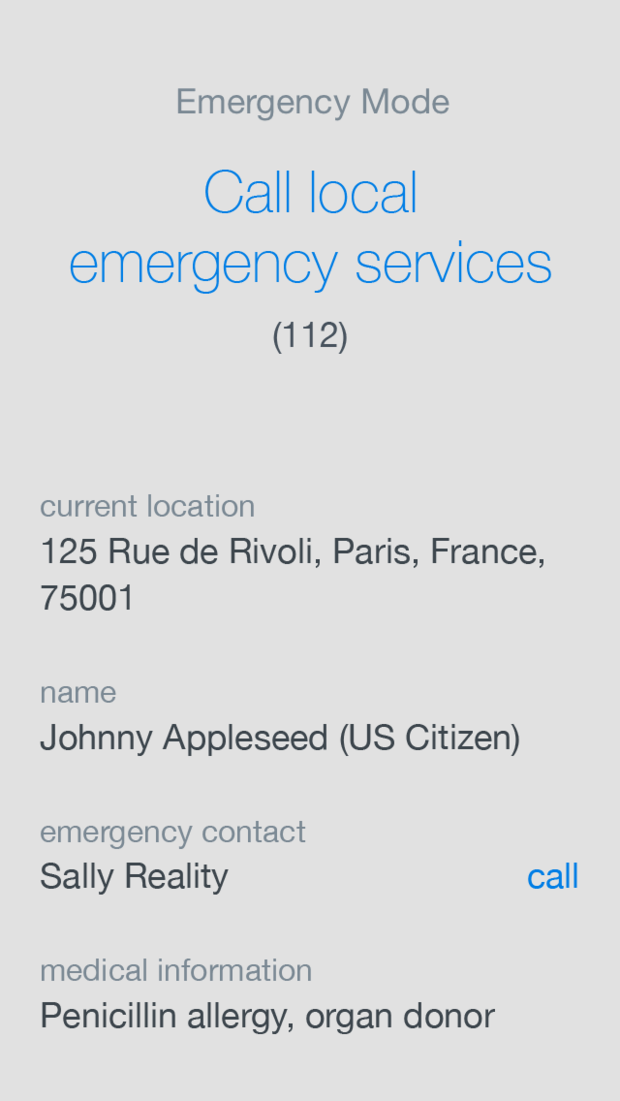 Emergency Mode
Call local
emergency services
(112)
current location
125 Rue de Rivoli, Paris, France,
75001
name
Johnny Appleseed (US Citizen)
emergency contact
Sally Reality call
medical information
Penicillin allergy, organ donor